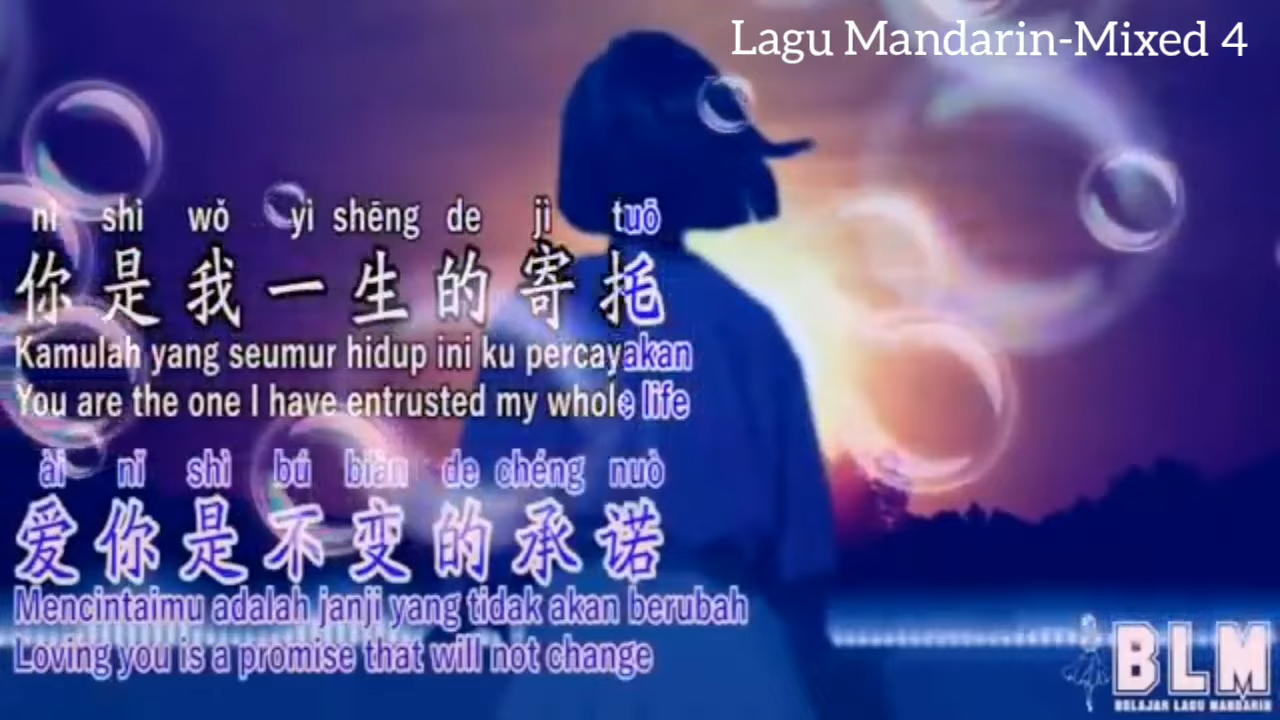 Lagu Mandarin-Mixed 4
nǐ shì wǒ yì shēng de jì tuō
你是我一生的寄托
Kamulah yang seumur hidup ini ku percayakan
You are the one I have entrusted my whole life
ài nǐ shì bú biàn de chéng nuò
爱你是不变的承诺
Mencintaimu adalah janji yang tidak akan berubah
Loving you is a promise that will not change
BLM
BELAJAR LAGU MANDARIN